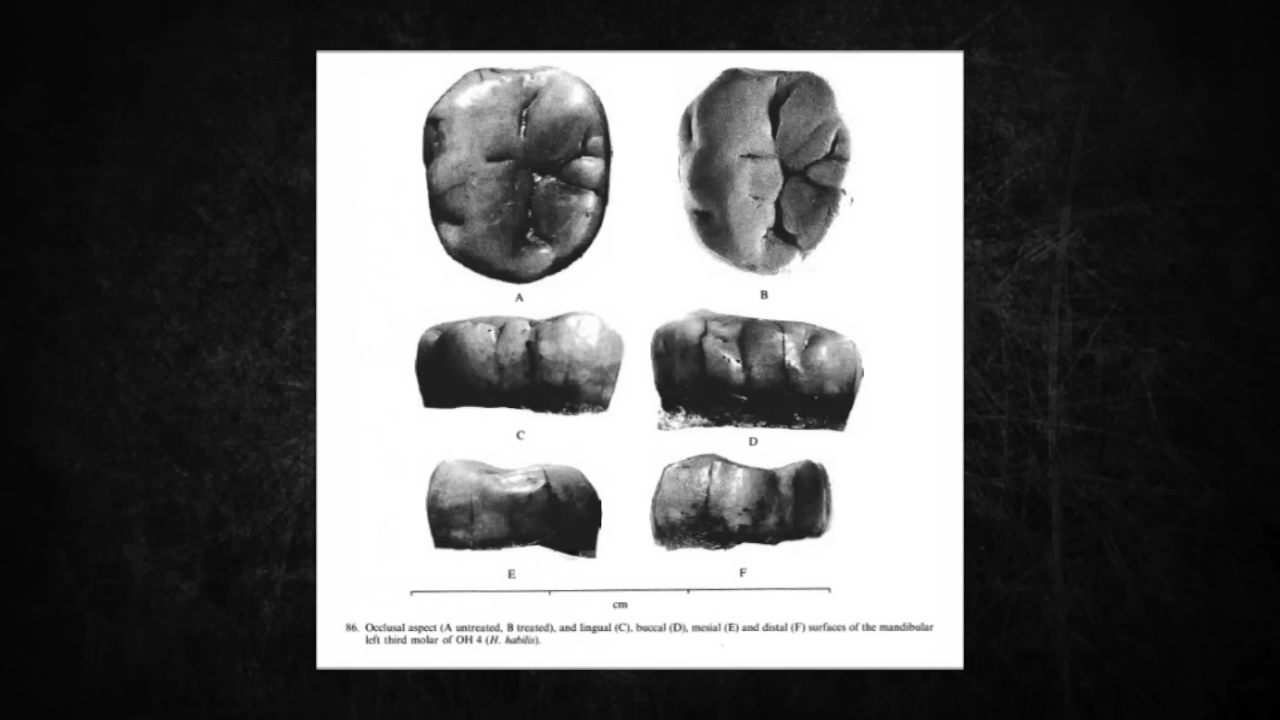 A
B
C
D
E
F
cm
86. Occlusal aspect (A untreated, B treated), and lingual (C), buccal (D), mesial (E) and distal (F) surfaces of the mandibular
left third molar of OH 4 (H. habilis).